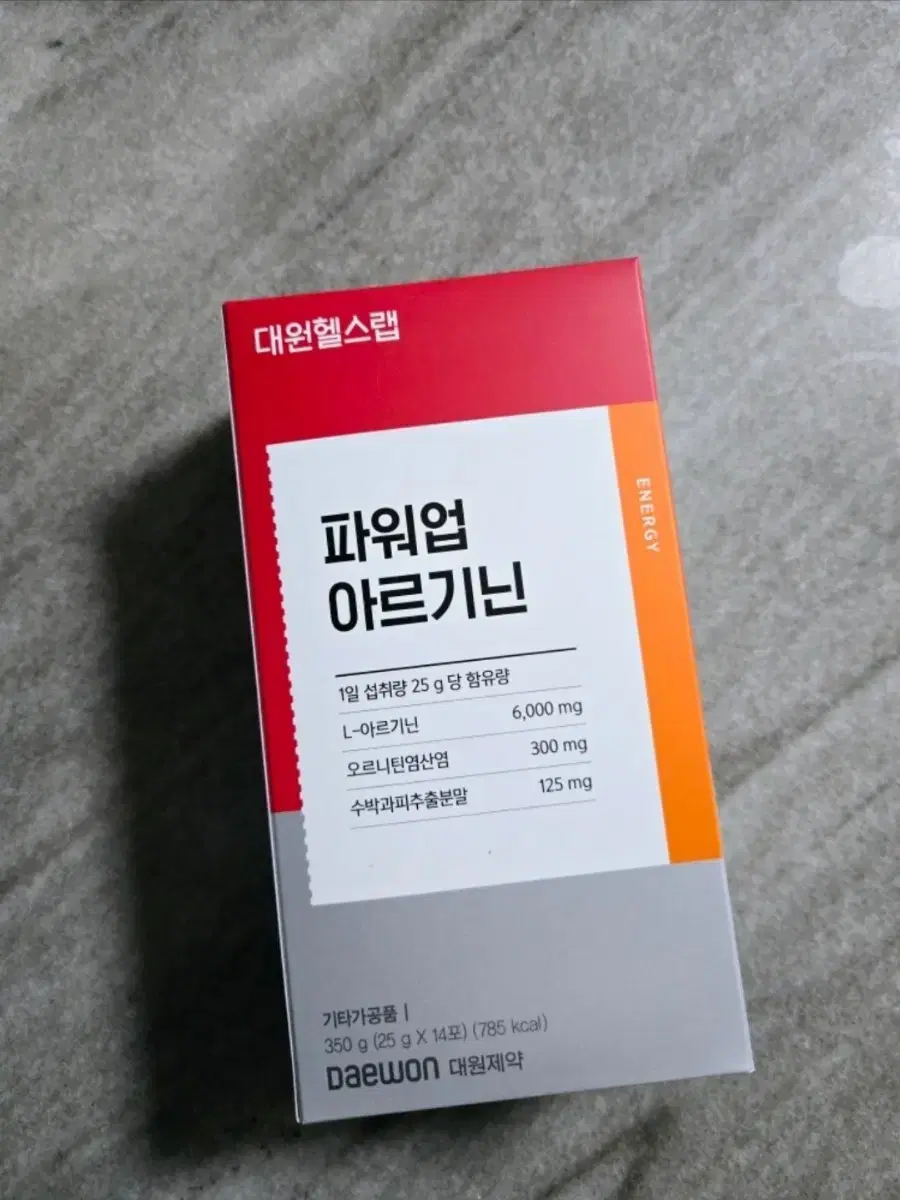 대원헬스랩
ENERGY
파워업
아르기닌
1일 섭취량 25 g 당 함유량
L-아르기닌 6,000 mg
오르니틴염산염 300 mg
수박과피추출분말 125 mg
기타가공품 |
350 g (25 g X 14포) (785 kcal)
DAEWON 대원제약